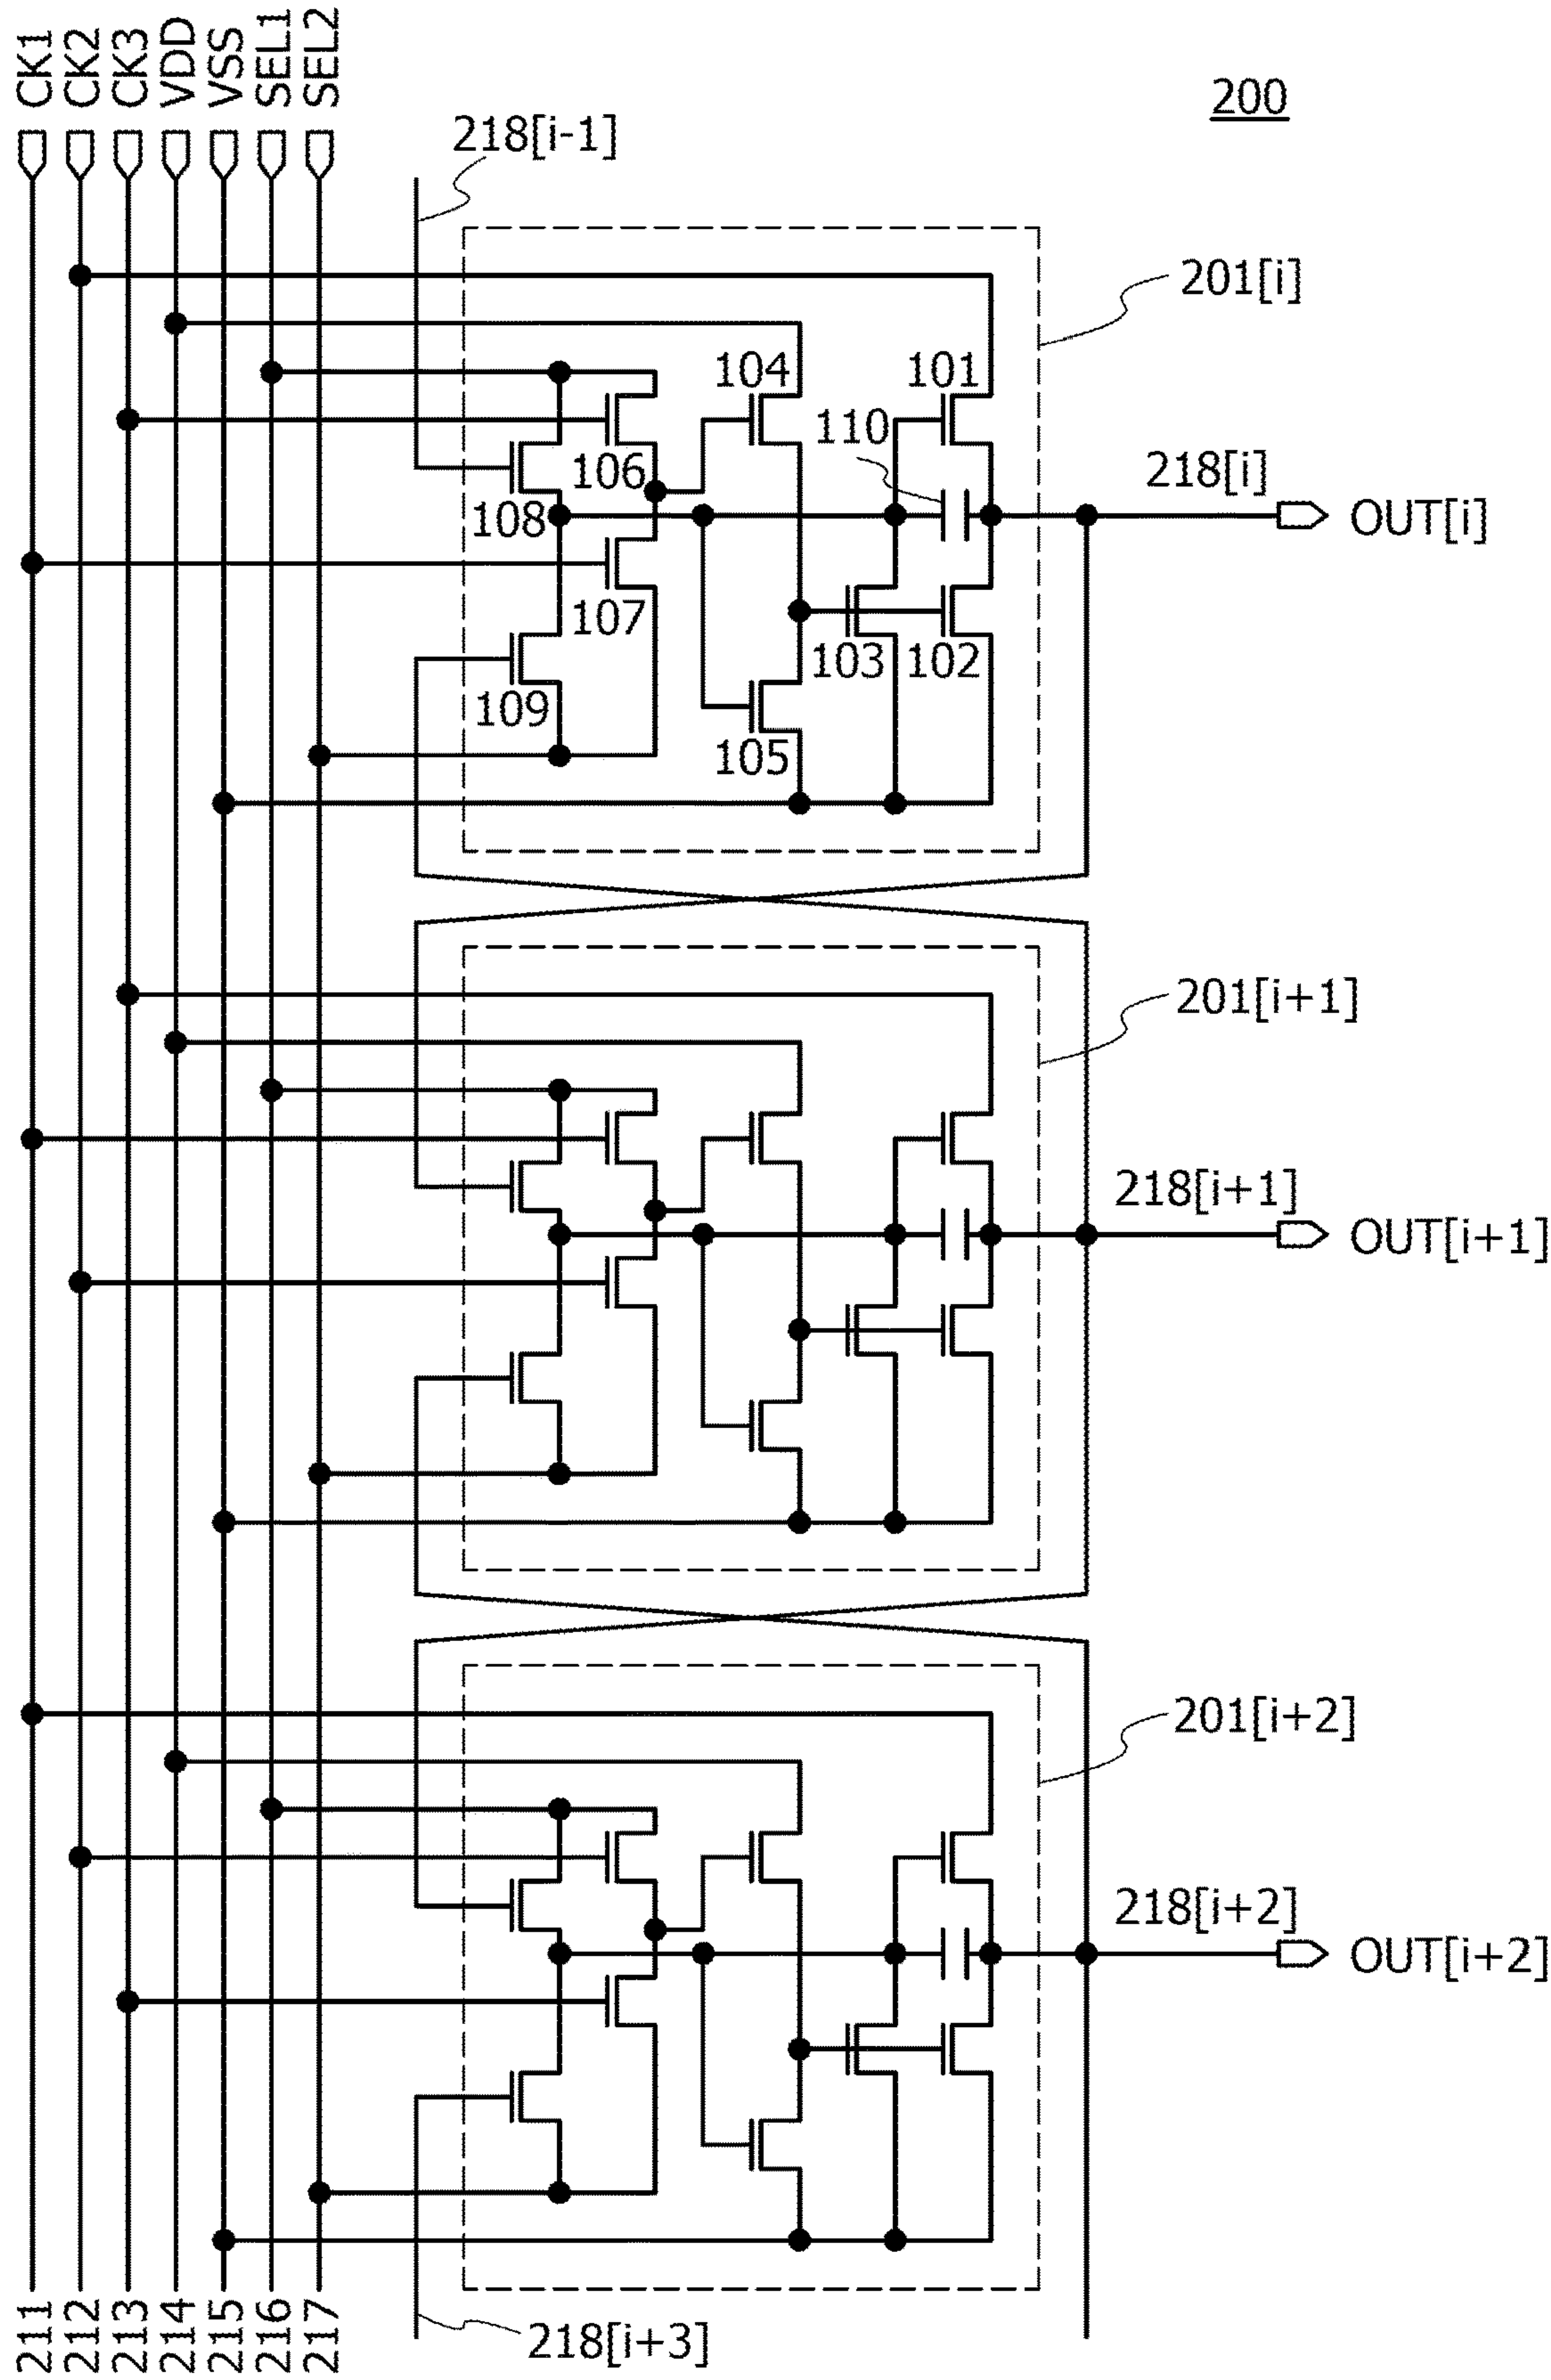 CK1
CK2
CK3
VDD
VSS
SEL1
SEL2
200
218[i-1]
201[i]
104
101
110
106
218[i]
108
OUT[i]
107
103
102
109
105
201[i+1]
218[i+1]
OUT[i+1]
201[i+2]
218[i+2]
OUT[i+2]
211
212
213
214
215
216
217
218[i+3]